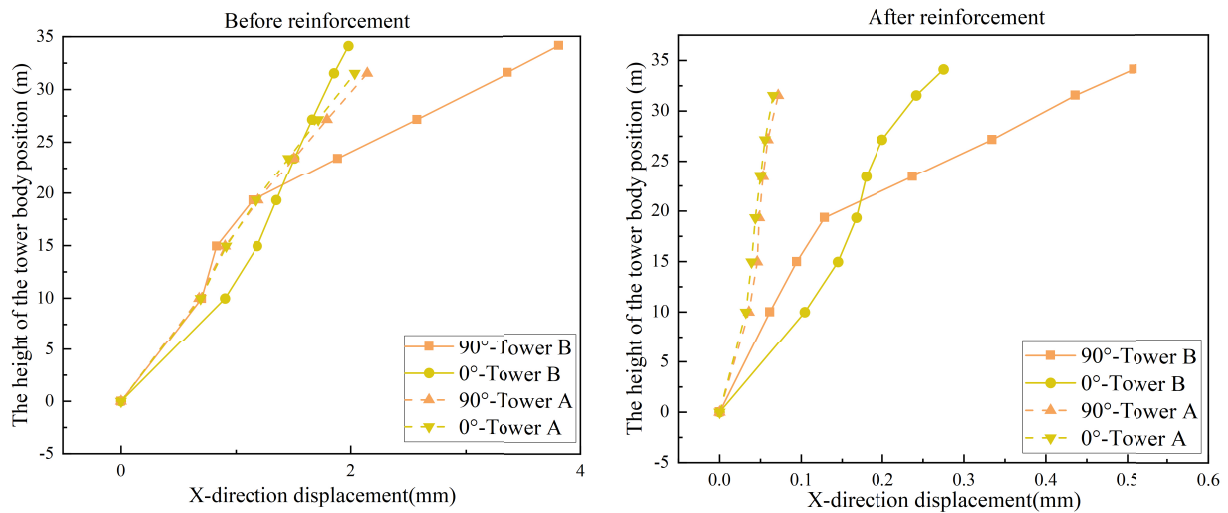 Before reinforcement
35
30
25
20
15
10
5
0
-5
0
2
4
The height of the tower body position (m)
X-direction displacement(mm)
90°-Tower B
0°-Tower B
90°-Tower A
0°-Tower A
After reinforcement
35
30
25
20
15
10
5
0
-5
0.0
0.1
0.2
0.3
0.4
0.5
0.6
The height of the tower body position (m)
X-direction displacement(mm)
90°-Tower B
0°-Tower B
90°-Tower A
0°-Tower A